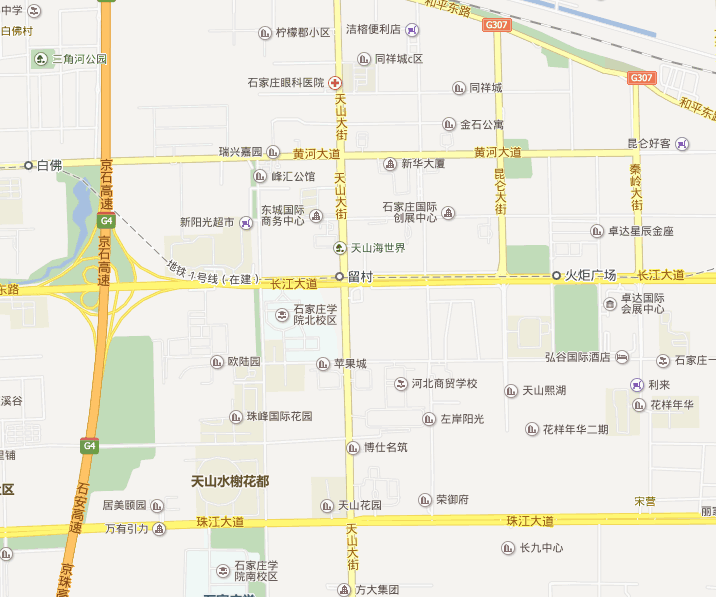 中学
白佛村
三角河公园
柠檬郡小区
洁榕便利店
和平东路
G307
同祥城c区
石家庄眼科医院
同祥城
G307
和平东路
天山大街
金石公寓
昆仑好客
白佛
瑞兴嘉园
黄河大道
新华大厦
黄河大道
京石高速
峰汇公馆
天山大街
昆仑大街
秦岭大街
新阳光超市
东城国际
商务中心
石家庄国际
创展中心
G4
卓达星辰金座
京石高速
天山海世界
地铁1号线(在建)
留村
火炬广场
长江大道
长江大道
东路
石家庄学
院北校区
卓达国际
会展中心
欧陆园
苹果城
弘谷国际酒店
石家庄一
河北商贸学校
天山熙湖
利来
溪谷
珠峰国际花园
左岸阳光
花样年华
花样年华二期
G4
博仕名筑
里铺
天山水榭花都
社区
石安高速
居美颐园
天山花园
荣御府
宋营
丽家
万有引力
珠江大道
珠江大道
天山大街
长九中心
石家庄学
院南校区
京珠高
方大集团